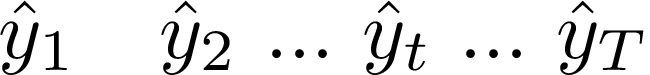 ŷ₁ ŷ₂ ... ŷₜ ... ŷ_T